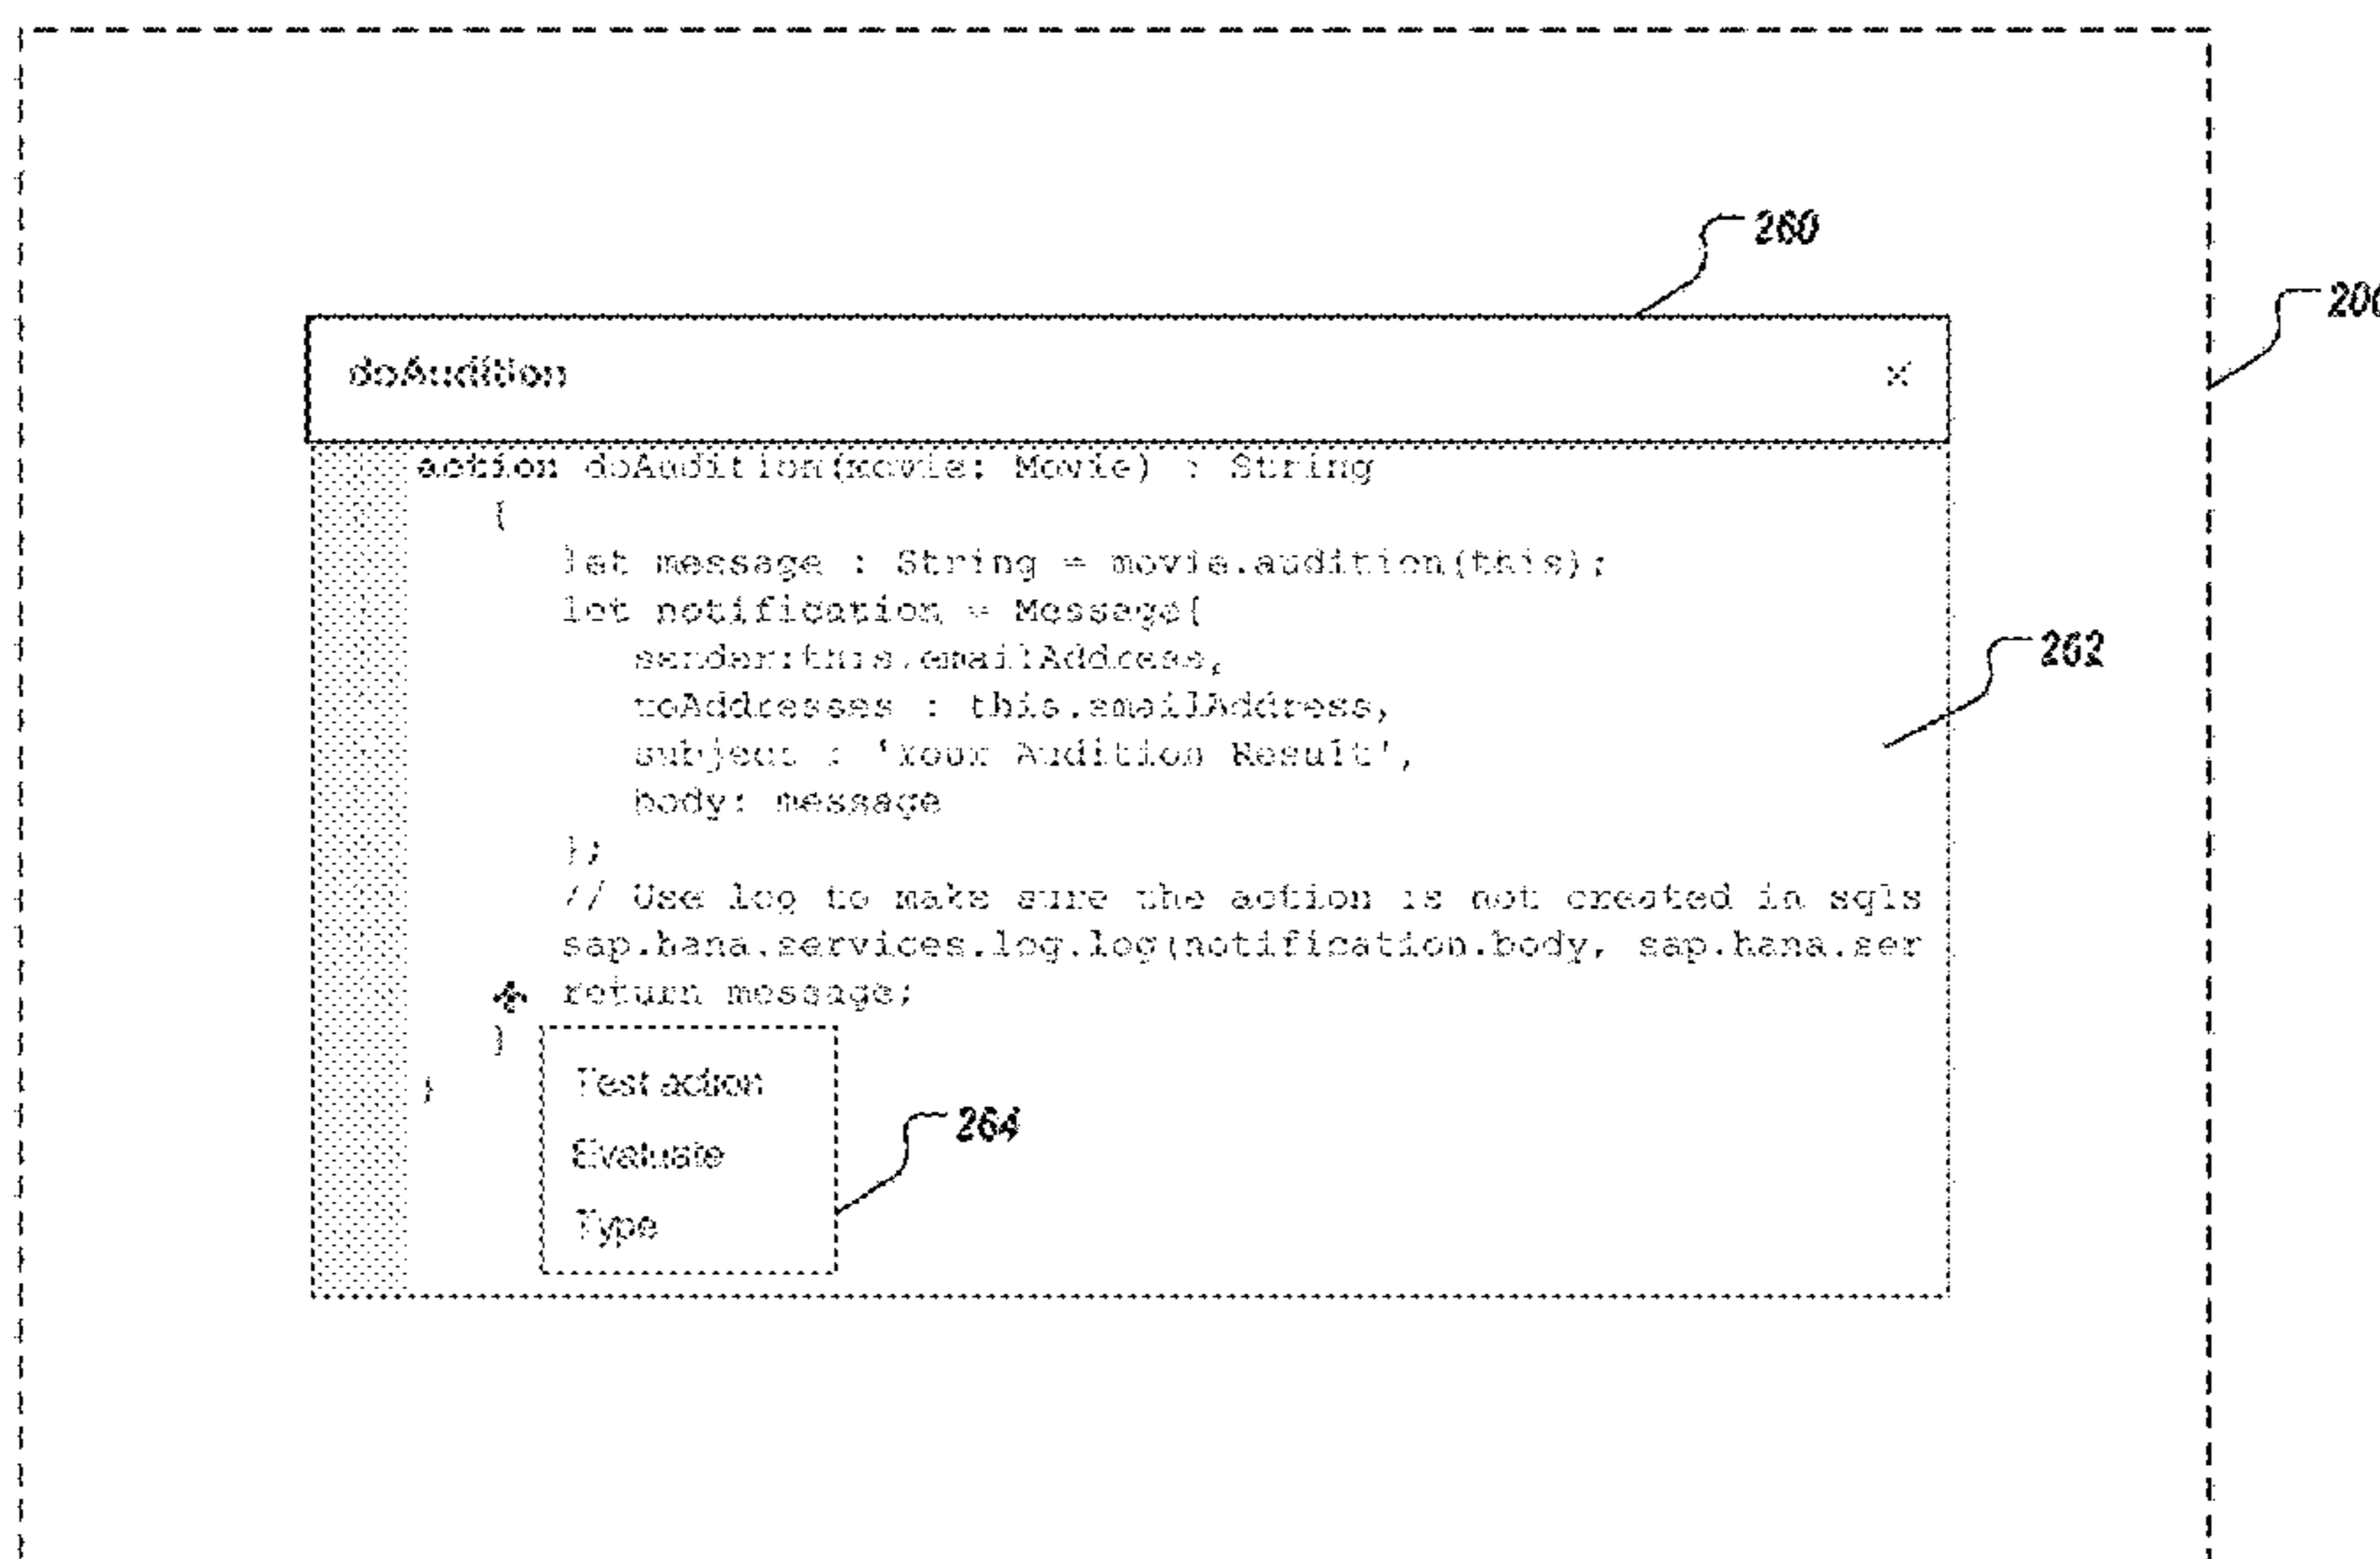 260
200
doAudition ×
action doAudition(movie: Movie) : String
{
let message : String = movie.audition(this);
let notification = Message{
sender:this.emailAddress,
toAddresses : this.emailAddress,
subject : 'Your Audition Result',
body: message
};
262
// Use log to make sure the action is not created in sqls
sap.hana.services.log.log(notification.body, sap.hana.ser
return message;
}
}
Test action
Evaluate
Type
264